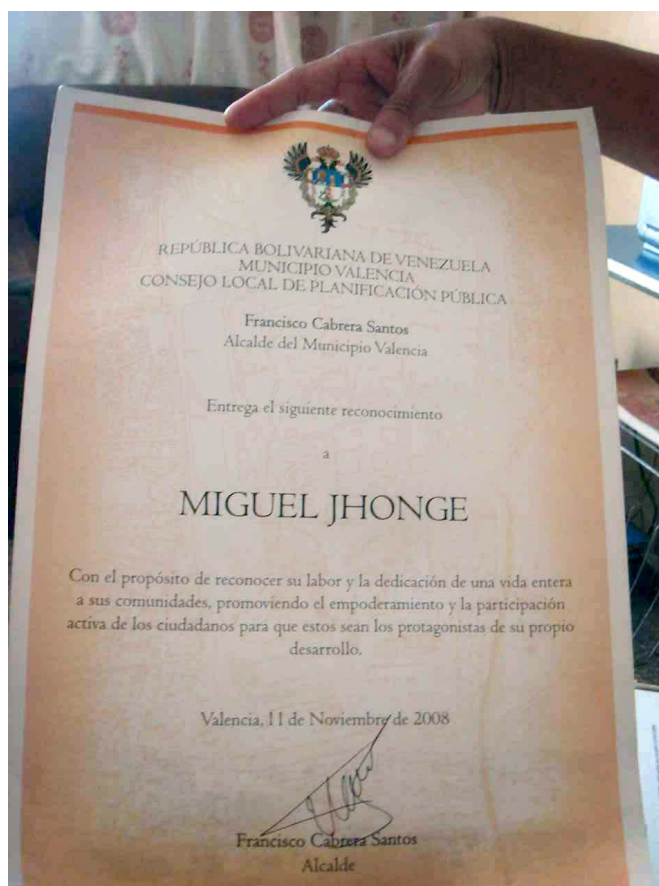 REPÚBLICA BOLIVARIANA DE VENEZUELA
MUNICIPIO VALENCIA
CONSEJO LOCAL DE PLANIFICACIÓN PÚBLICA
Francisco Cabrera Santos
Alcalde del Municipio Valencia
Entrega el siguiente reconocimiento
a
MIGUEL JHONGE
Con el propósito de reconocer su labor y la dedicación de una vida entera
a sus comunidades, promoviendo el empoderamiento y la participación
activa de los ciudadanos para que estos sean los protagonistas de su propio
desarrollo.
Valencia, 11 de Noviembre de 2008
Francisco Cabrera Santos
Alcalde